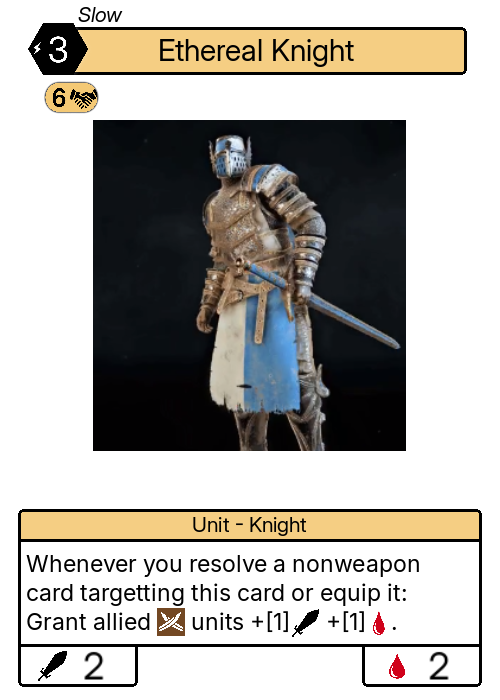 Slow
3
Ethereal Knight
6
Unit - Knight
Whenever you resolve a nonweapon
card targetting this card or equip it:
Grant allied units +[1] +[1] .
2
2